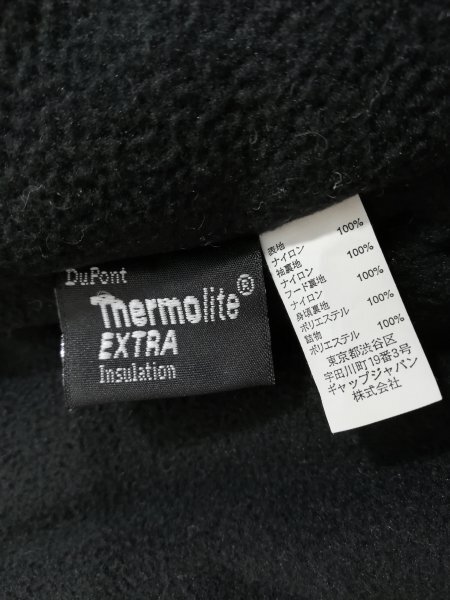 DuPont
Thermolite®
EXTRA
Insulation
表地 100%
ナイロン
袖裏地 100%
ナイロン
フード裏地 100%
ナイロン
身頃裏地 100%
ポリエステル
詰物 100%
ポリエステル
東京都渋谷区
宇田川町19番3号
ギャップジャパン
株式会社